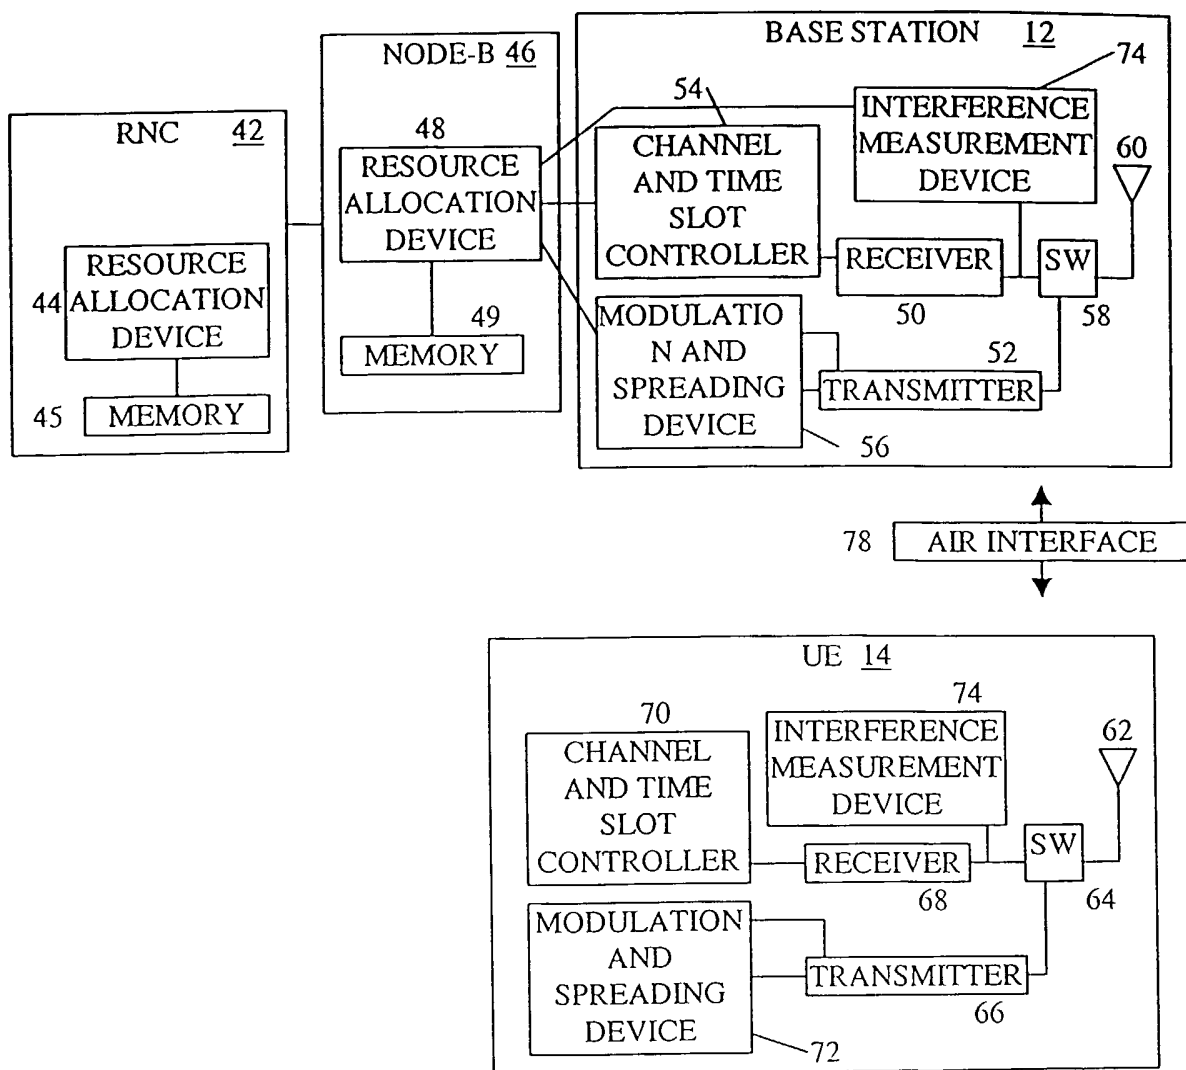 RNC 42
44
RESOURCE
ALLOCATION
DEVICE
45
MEMORY
NODE-B 46
48
RESOURCE
ALLOCATION
DEVICE
49
MEMORY
BASE STATION 12
74
INTERFERENCE
MEASUREMENT
DEVICE
54
CHANNEL
AND TIME
SLOT
CONTROLLER
60
RECEIVER
50
SW
58
MODULATIO
N AND
SPREADING
DEVICE
56
52
TRANSMITTER
78
AIR INTERFACE
UE 14
70
CHANNEL
AND TIME
SLOT
CONTROLLER
74
INTERFERENCE
MEASUREMENT
DEVICE
62
RECEIVER
68
SW
64
MODULATION
AND
SPREADING
DEVICE
72
TRANSMITTER
66